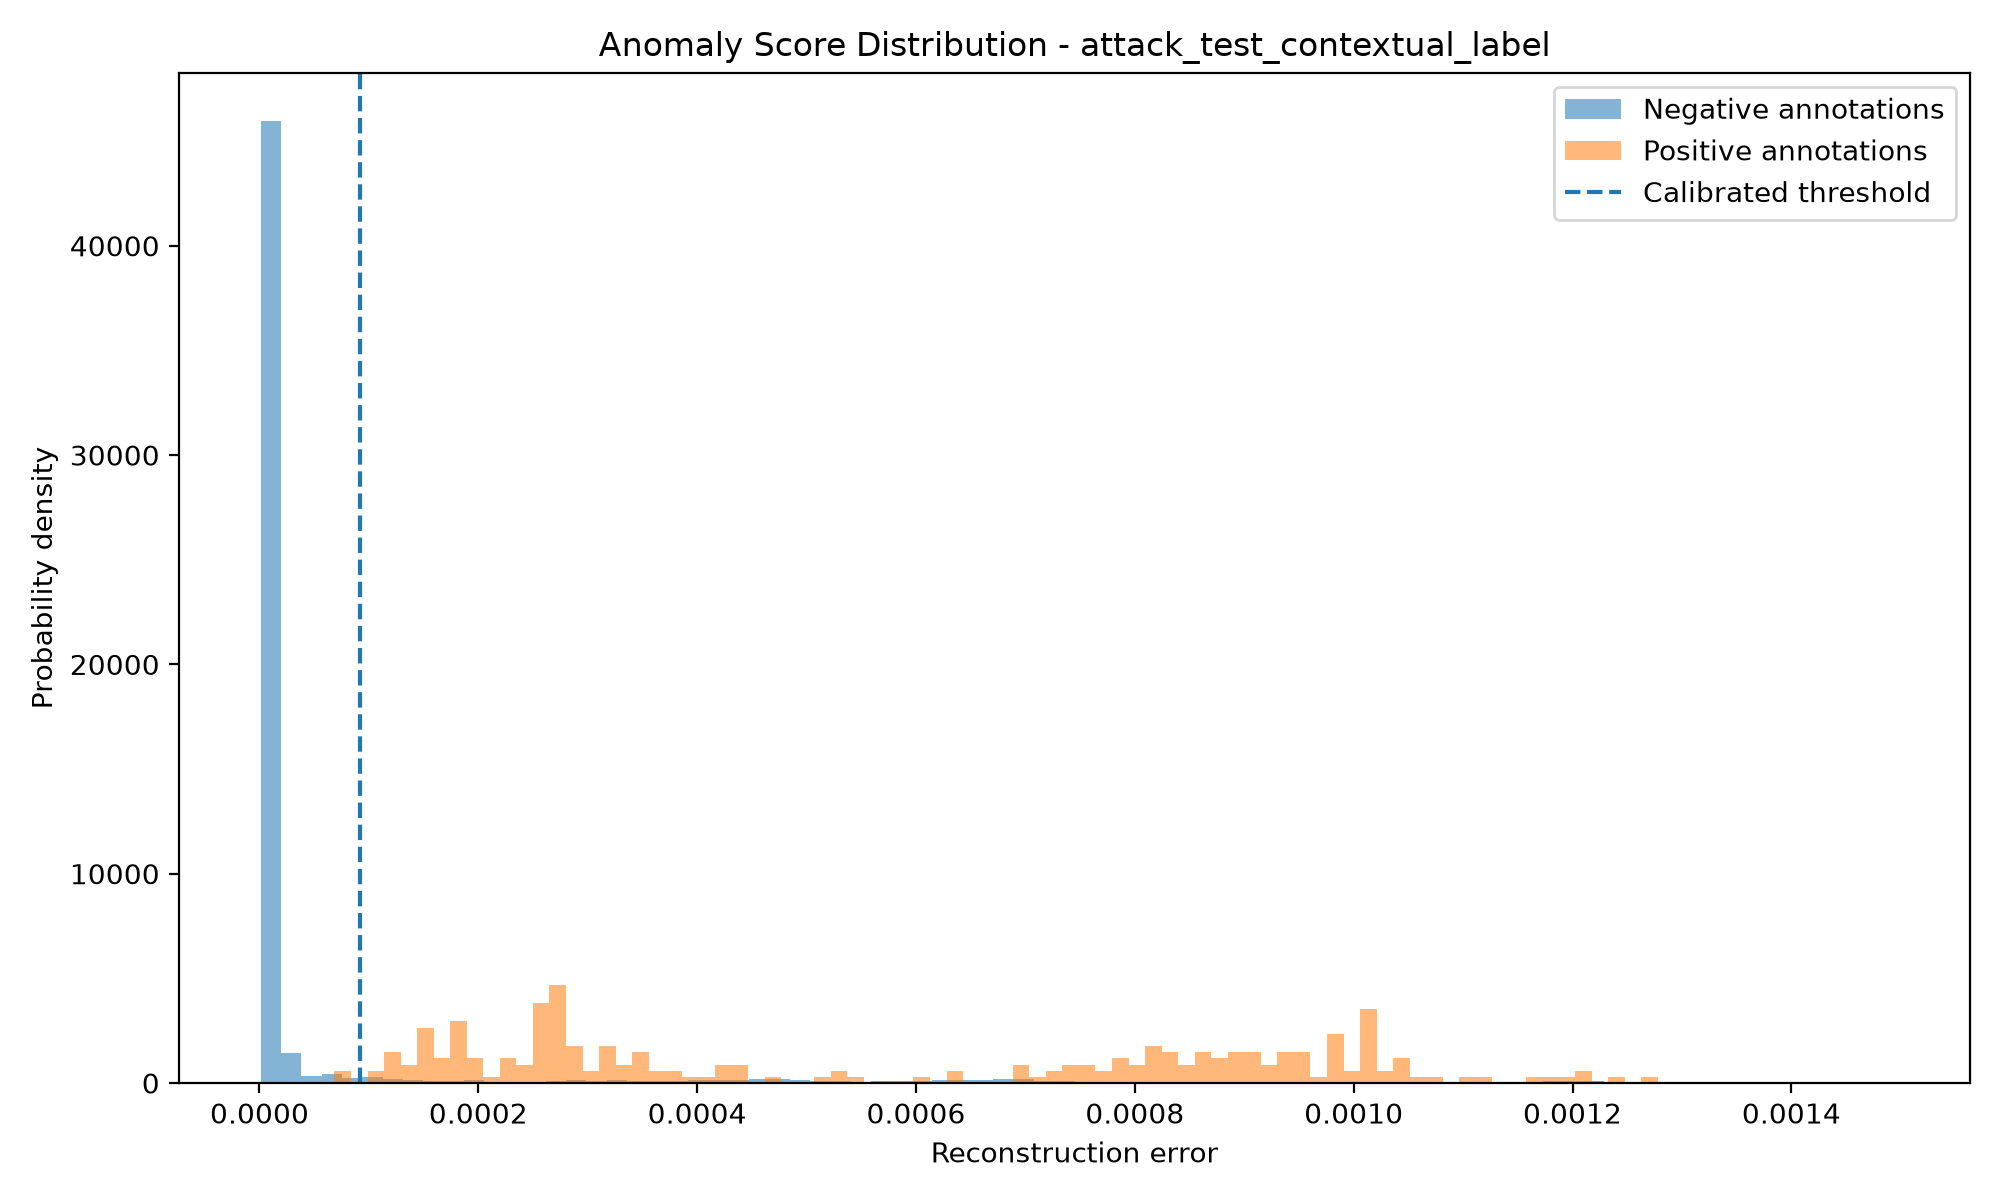 Anomaly Score Distribution - attack_test_contextual_label
Negative annotations
Positive annotations
Calibrated threshold
Probability density
40000
30000
20000
10000
0
0.0000 0.0002 0.0004 0.0006 0.0008 0.0010 0.0012 0.0014
Reconstruction error